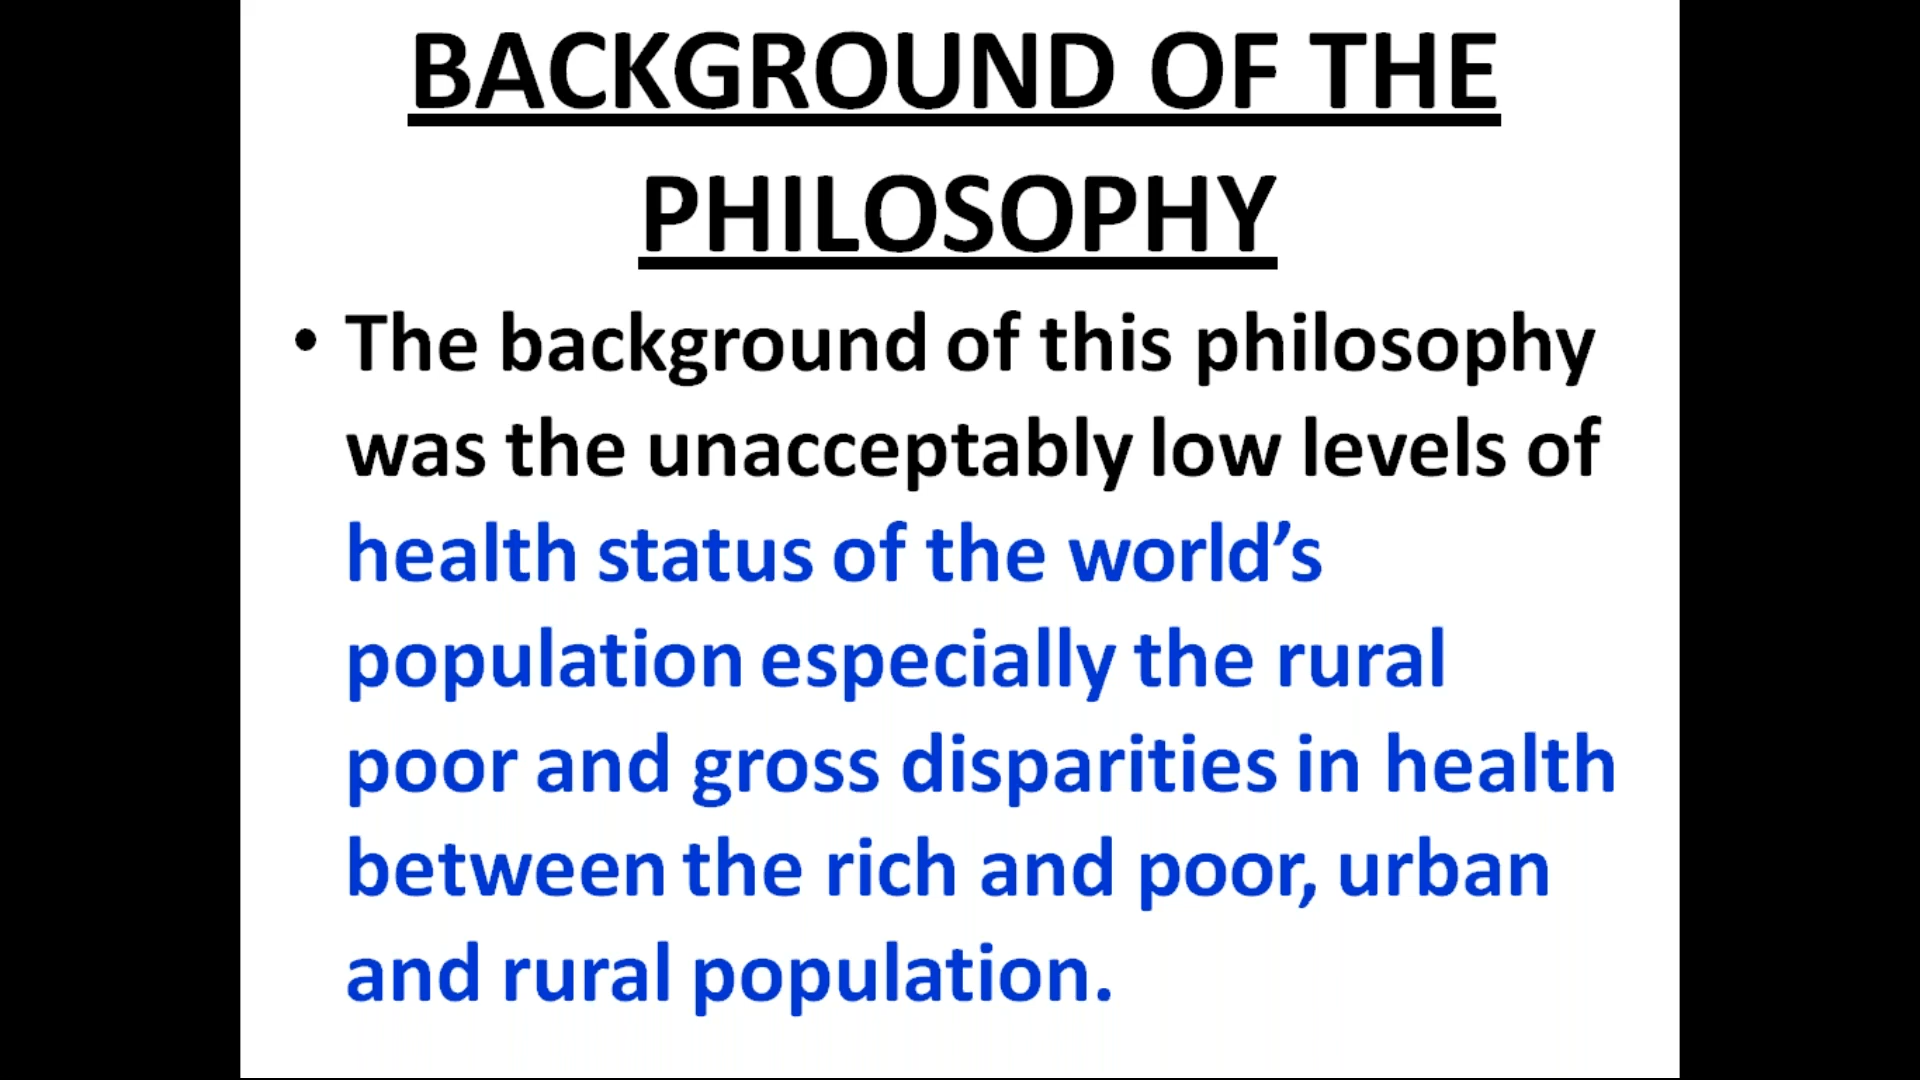 BACKGROUND OF THE
PHILOSOPHY
• The background of this philosophy
was the unacceptably low levels of
health status of the world’s
population especially the rural
poor and gross disparities in health
between the rich and poor, urban
and rural population.